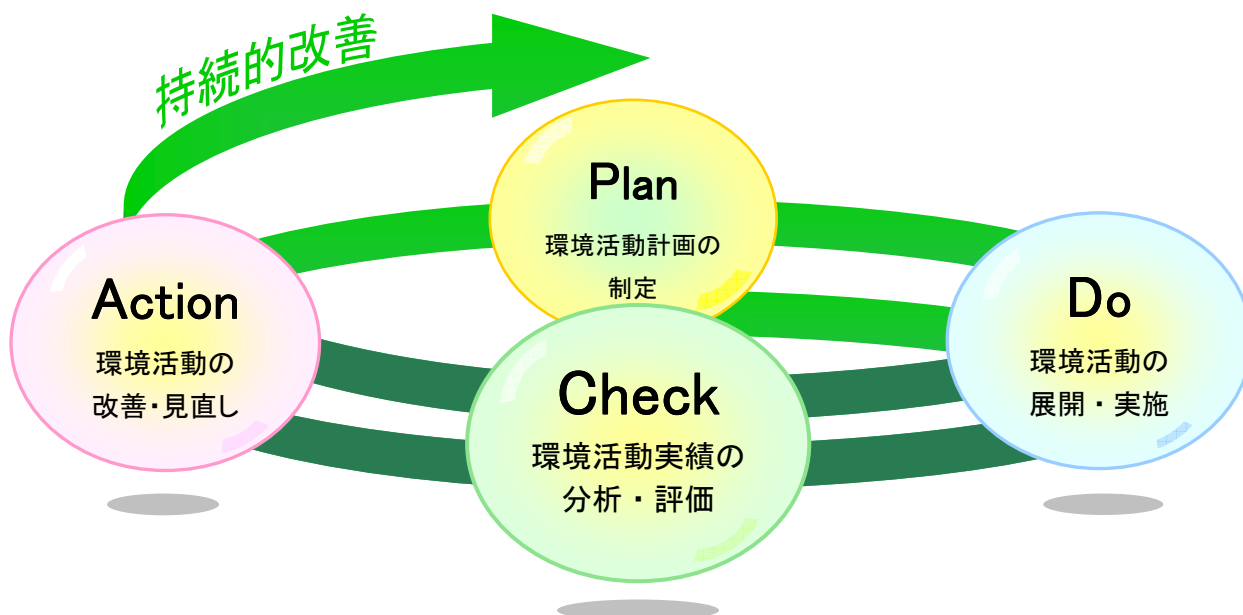 持続的改善
Plan
環境活動計画の
制定
Do
環境活動の
展開・実施
Check
環境活動実績の
分析・評価
Action
環境活動の
改善・見直し